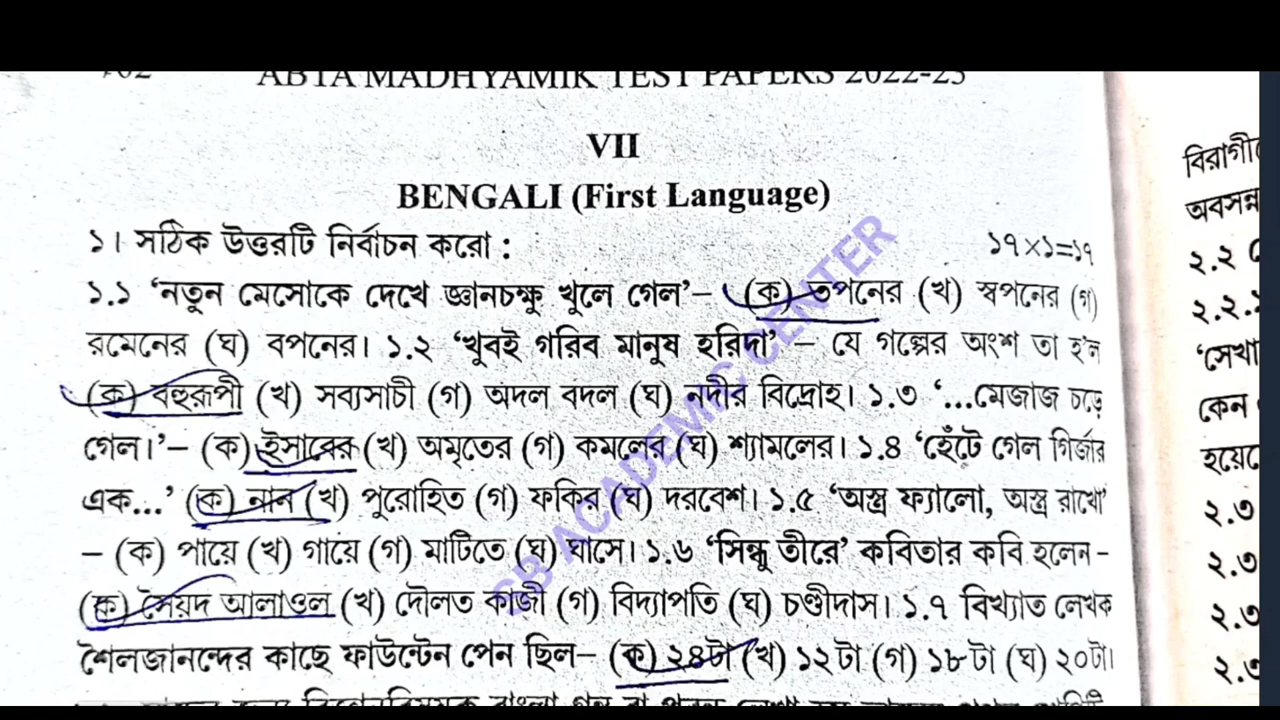 ABTA MADHYAMIK TEST PAPERS 2022-23
VII
BENGALI (First Language)
১। সঠিক উত্তরটি নির্বাচন করো : ১৭×১=১৭
১.১ ‘নতুন মেসোকে দেখে জ্ঞানচক্ষু খুলে গেল’– (ক) তপনের (খ) স্বপনের (গ)
রমেনের (ঘ) বপনের। ১.২ ‘খুবই গরিব মানুষ হরিদা’ – যে গল্পের অংশ তা হ’ল
(ক) বহুরূপী (খ) সব্যসাচী (গ) অদল বদল (ঘ) নদীর বিদ্রোহ। ১.৩ ‘...মেজাজ চড়ে
গেল।’– (ক) ইসাবের (খ) অমৃতের (গ) কমলের (ঘ) শ্যামলের। ১.৪ ‘হেঁটে গেল গির্জার
এক...’ (ক) নান (খ) পুরোহিত (গ) ফকির (ঘ) দরবেশ। ১.৫ ‘অস্ত্র ফ্যালো, অস্ত্র রাখো’
– (ক) পায়ে (খ) গায়ে (গ) মাটিতে (ঘ) ঘাসে। ১.৬ ‘সিন্ধু তীরে’ কবিতার কবি হলেন –
(ক) সৈয়দ আলাওল (খ) দৌলত কাজী (গ) বিদ্যাপতি (ঘ) চণ্ডীদাস। ১.৭ বিখ্যাত লেখক
শৈলজানন্দের কাছে ফাউন্টেন পেন ছিল– (ক) ২৪টা (খ) ১২টা (গ) ১৮টা (ঘ) ২০টা।
SB ACADEMIC CENTER
অবসন্ন
২.২
২.২.
‘সেখা
কেন
২.৩
২.৩
২.৩
২.৩